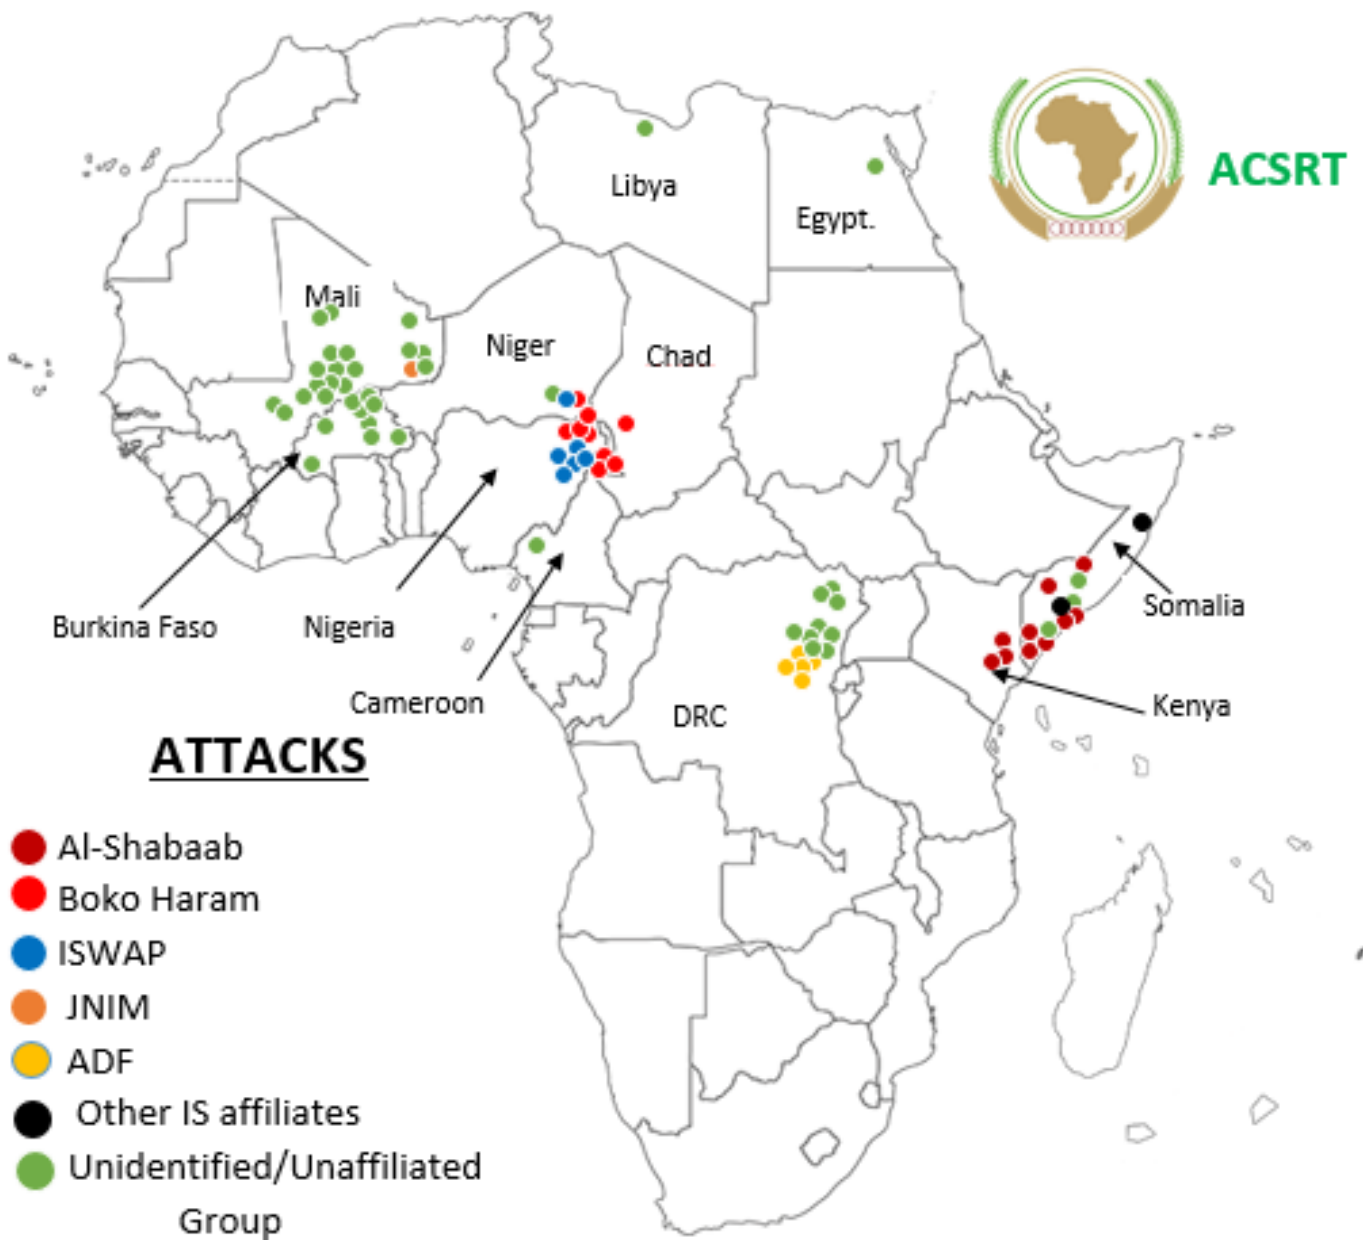 ACSRT
Libya
Egypt.
Mali
Niger
Chad
Burkina Faso
Nigeria
Cameroon
Somalia
Kenya
DRC
ATTACKS
Al-Shabaab
Boko Haram
ISWAP
JNIM
ADF
Other IS affiliates
Unidentified/Unaffiliated
Group